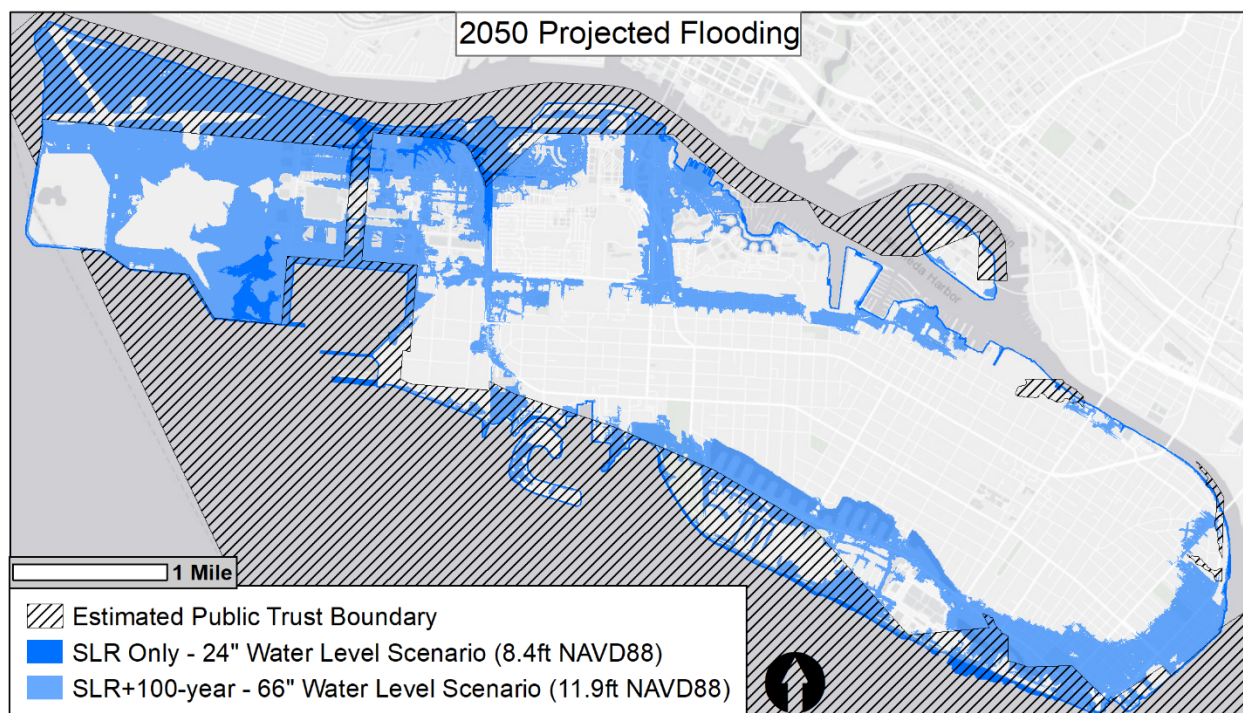 2050 Projected Flooding
1 Mile
Estimated Public Trust Boundary
SLR Only - 24" Water Level Scenario (8.4ft NAVD88)
SLR+100-year - 66" Water Level Scenario (11.9ft NAVD88)